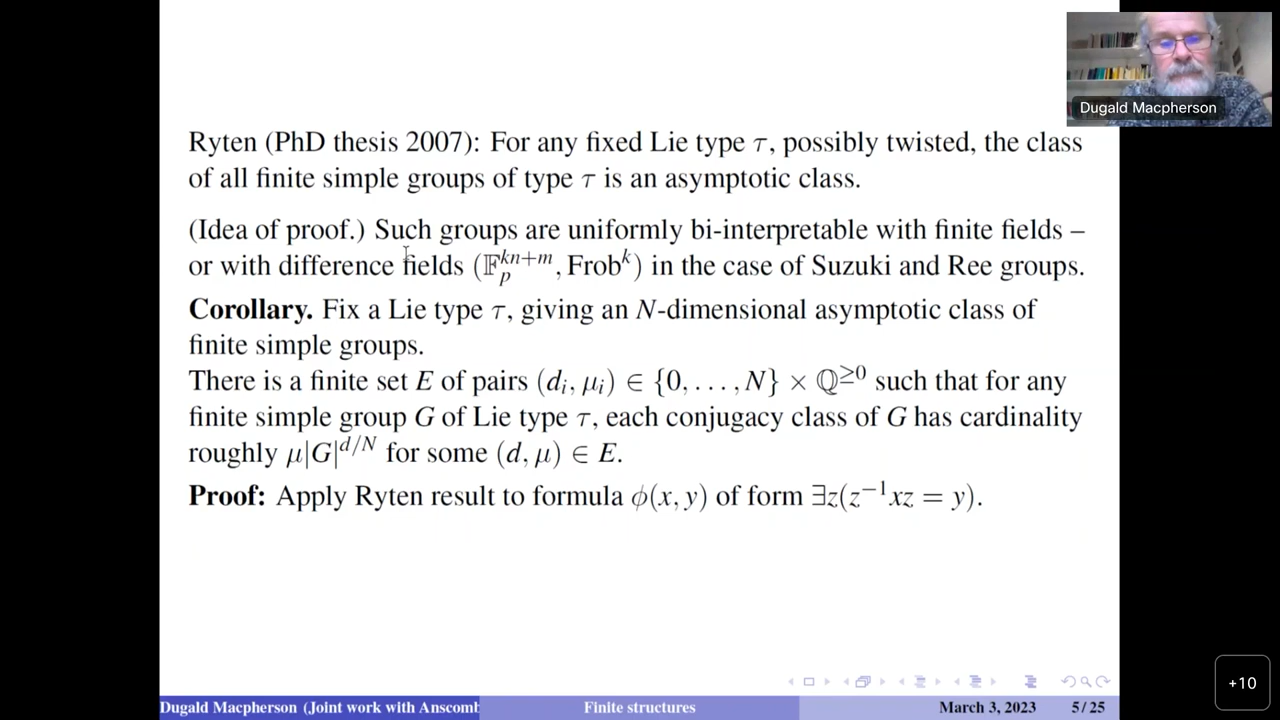 Dugald Macpherson
Ryten (PhD thesis 2007): For any fixed Lie type τ, possibly twisted, the class
of all finite simple groups of type τ is an asymptotic class.
(Idea of proof.) Such groups are uniformly bi-interpretable with finite fields –
or with difference fields (𝔽_p^{kn+m}, Frob^k) in the case of Suzuki and Ree groups.
Corollary. Fix a Lie type τ, giving an N-dimensional asymptotic class of
finite simple groups.
There is a finite set E of pairs (d_i, μ_i) ∈ {0, . . . , N} × ℚ^{≥0} such that for any
finite simple group G of Lie type τ, each conjugacy class of G has cardinality
roughly μ|G|^{d/N} for some (d, μ) ∈ E.
Proof: Apply Ryten result to formula ϕ(x, y) of form ∃z(z^{−1}xz = y).
+10
Dugald Macpherson (Joint work with Anscomb
Finite structures
March 3, 2023
5 / 25